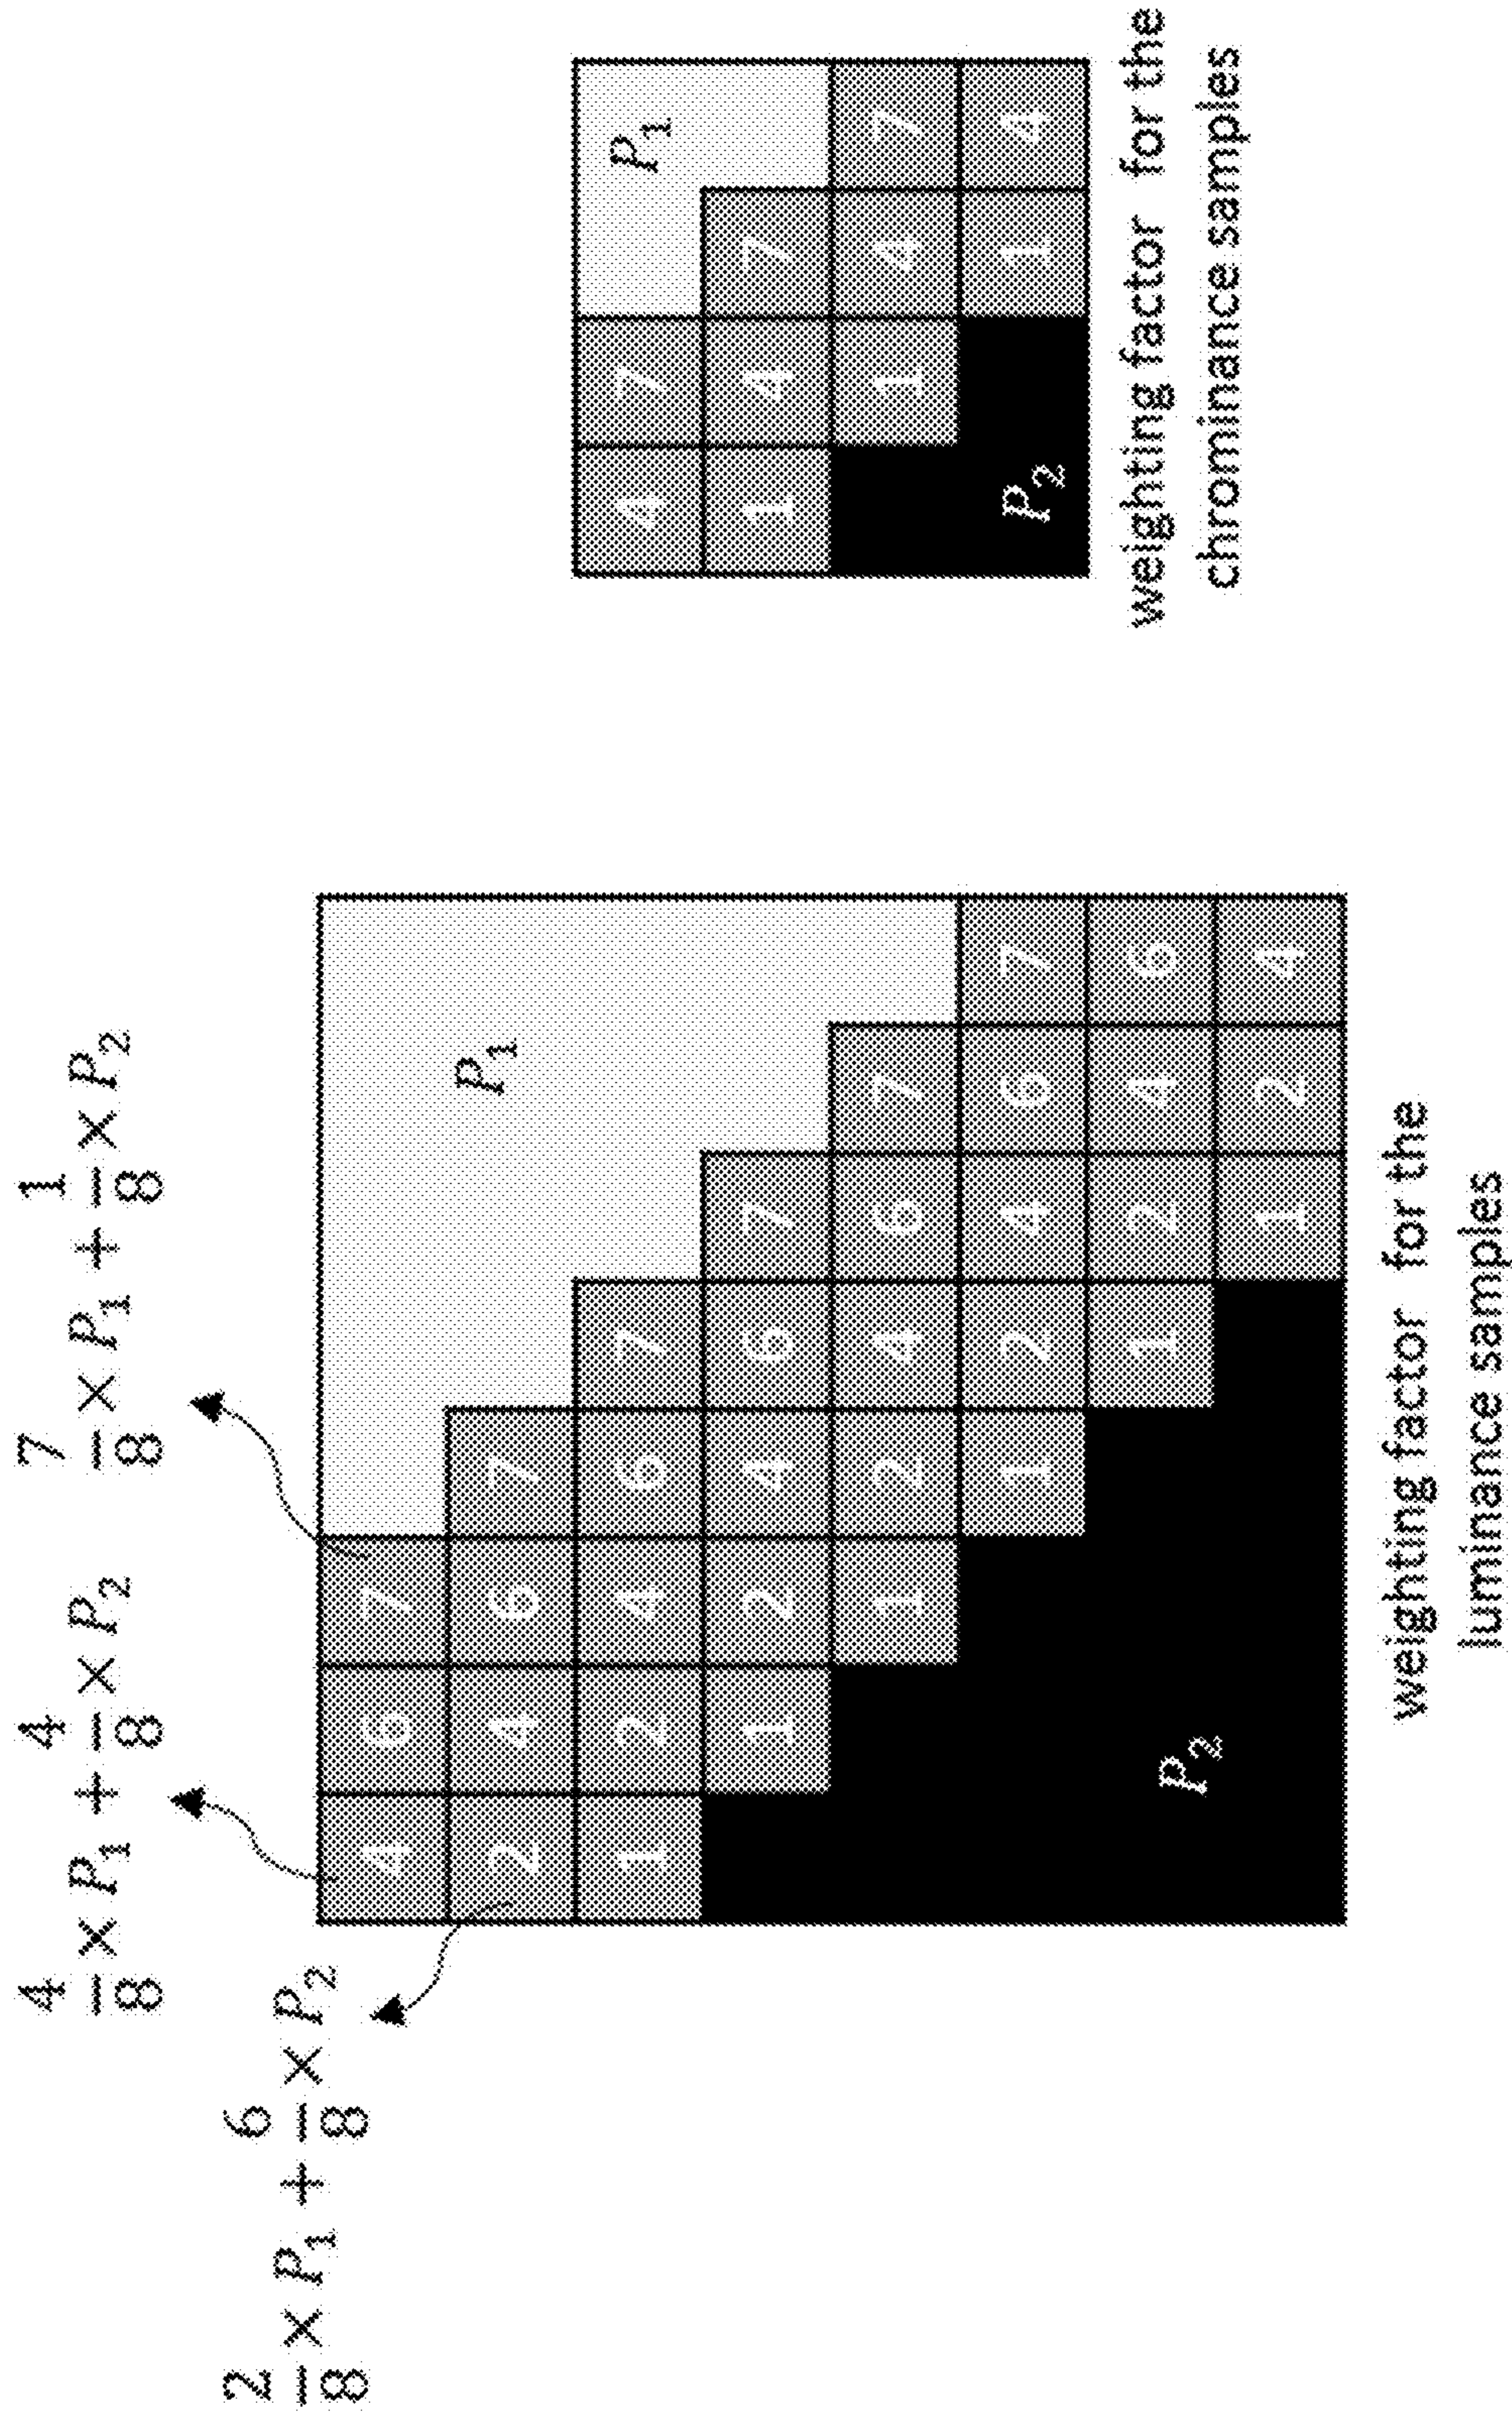 4/8 × P₁ + 4/8 × P₂
7/8 × P₁ + 1/8 × P₂
2/8 × P₁ + 6/8 × P₂
4 6 7
2 4 6 7
P₁
1 2 4 6 7
1 2 4 6 7
1 2 4 6 7
1 2 4 6 7
1 2 4 6
P₂
1 2 4
weighting factor for the
luminance samples
4 7
P₁
1 4 7
1 4 7
1 4
P₂
weighting factor for the
chrominance samples